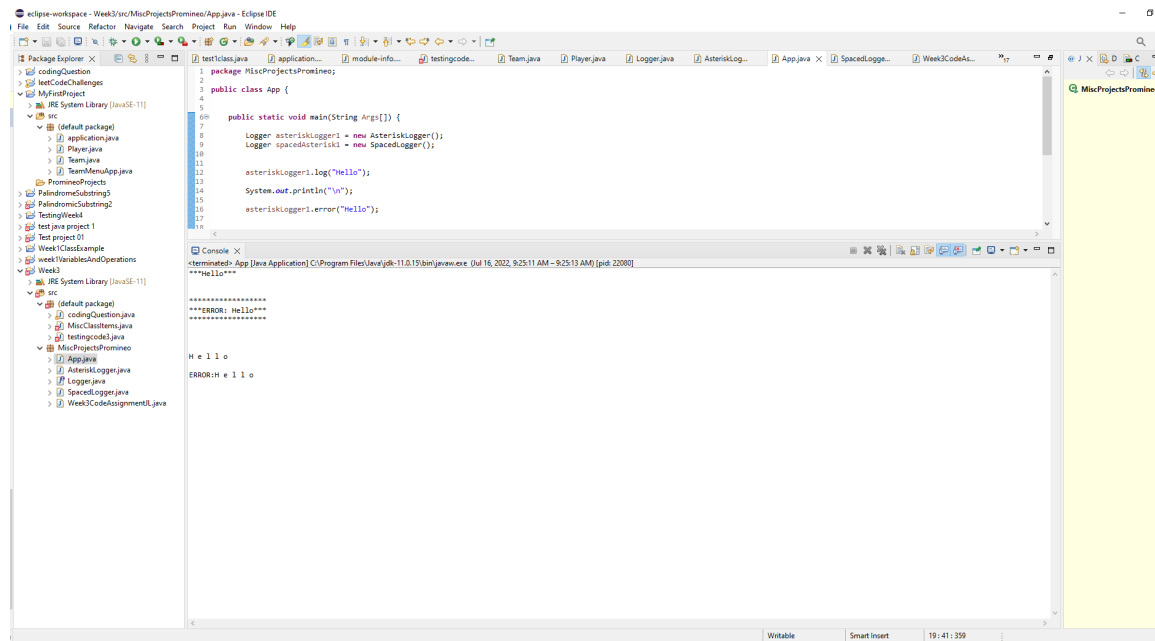 eclipse-workspace - Week3/src/MiscProjectsPromineo/App.java - Eclipse IDE
File Edit Source Refactor Navigate Search Project Run Window Help
Package Explorer
codingQuestion
leetCodeChallenges
MyFirstProject
JRE System Library [JavaSE-11]
src
(default package)
application.java
Player.java
Team.java
TeamMenuApp.java
PromineoProjects
PalindromeSubstring5
PalindromicSubstring2
TestingWeek4
test java project 1
Test project 01
Week1ClassExample
week1VariablesAndOperations
Week3
JRE System Library [JavaSE-11]
src
(default package)
codingQuestion.java
MiscClassItems.java
testingcode3.java
MiscProjectsPromineo
App.java
AsteriskLogger.java
Logger.java
SpacedLogger.java
Week3CodeAssignmentJL.java
test1class.java application.... module-info.... testingcode... Team.java Player.java Logger.java AsteriskLog... App.java SpacedLogge... Week3CodeAs... 17
1 package MiscProjectsPromineo;
2
3 public class App {
4
5
6 public static void main(String Args[]) {
7
8 Logger asteriskLogger1 = new AsteriskLogger();
9 Logger spacedAsterisk1 = new SpacedLogger();
10
11
12 asteriskLogger1.log("Hello");
13
14 System.out.println("\n");
15
16 asteriskLogger1.error("Hello");
17
18
Console
<terminated> App [Java Application] C:\Program Files\Java\jdk-11.0.15\bin\javaw.exe (Jul 16, 2022, 9:25:11 AM – 9:25:13 AM) [pid: 22080]
***Hello***
******************
***ERROR: Hello***
******************
H e l l o
ERROR:H e l l o
J D C
MiscProjectsPromineo
Writable Smart Insert 19 : 41 : 359